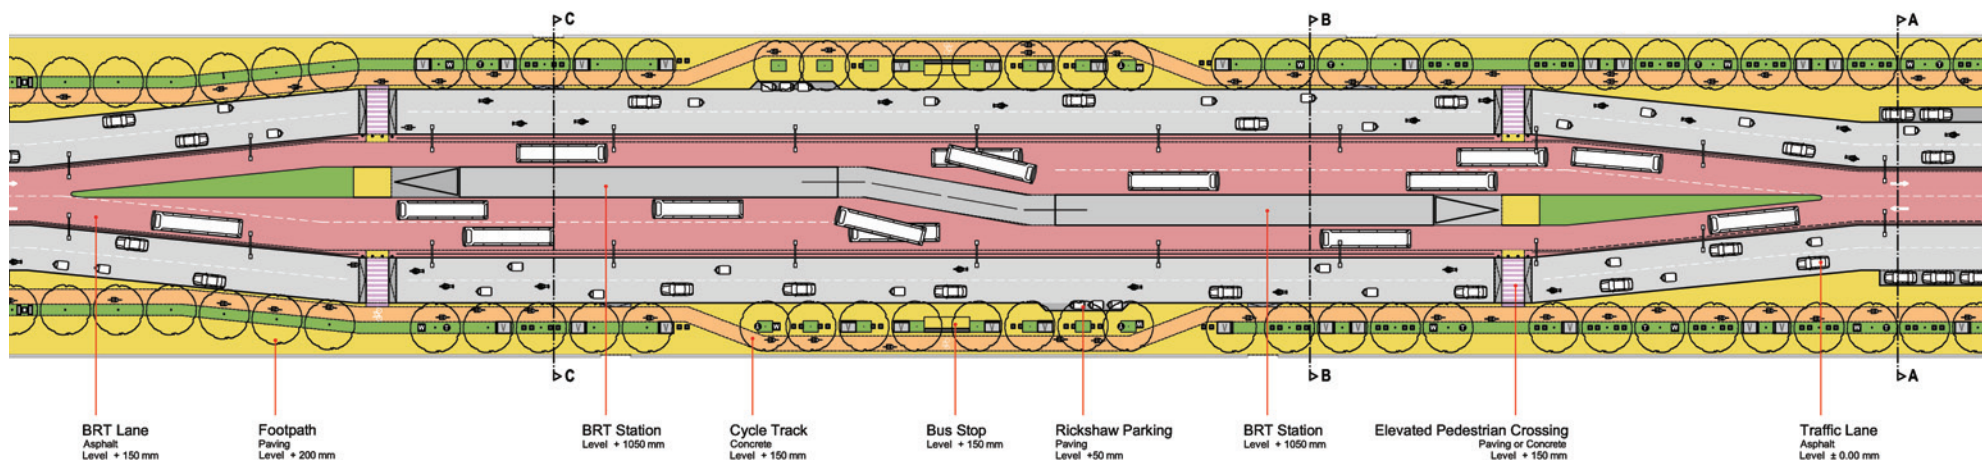 C
B
A
C
B
A
BRT Lane
Asphalt
Level + 150 mm
Footpath
Paving
Level + 200 mm
BRT Station
Level + 1050 mm
Cycle Track
Concrete
Level + 150 mm
Bus Stop
Level + 150 mm
Rickshaw Parking
Paving
Level +50 mm
BRT Station
Level + 1050 mm
Elevated Pedestrian Crossing
Paving or Concrete
Level + 150 mm
Traffic Lane
Asphalt
Level ± 0.00 mm